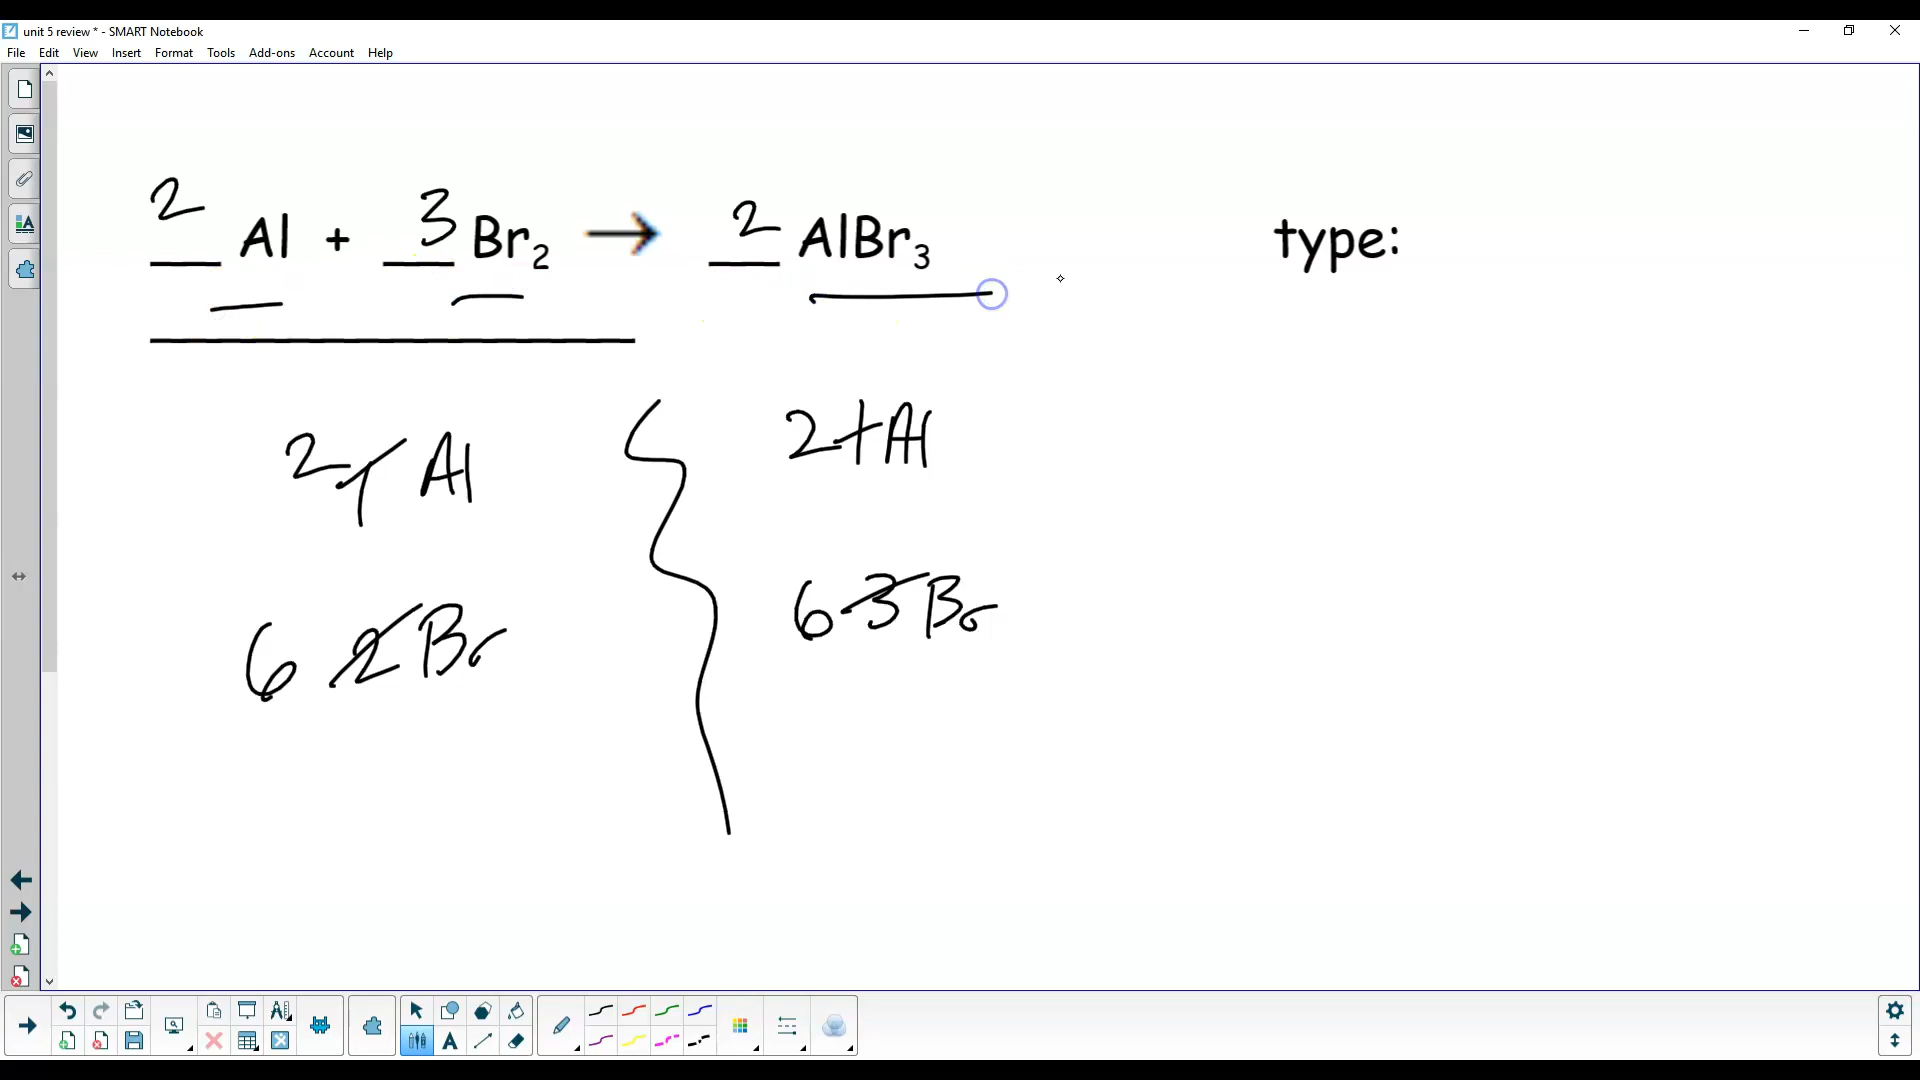 unit 5 review * - SMART Notebook
File Edit View Insert Format Tools Add-ons Account Help
2 Al + 3 Br₂ → 2 AlBr₃ type:
2 1 Al 2 1 Al
6 2 Br 6 3 Br